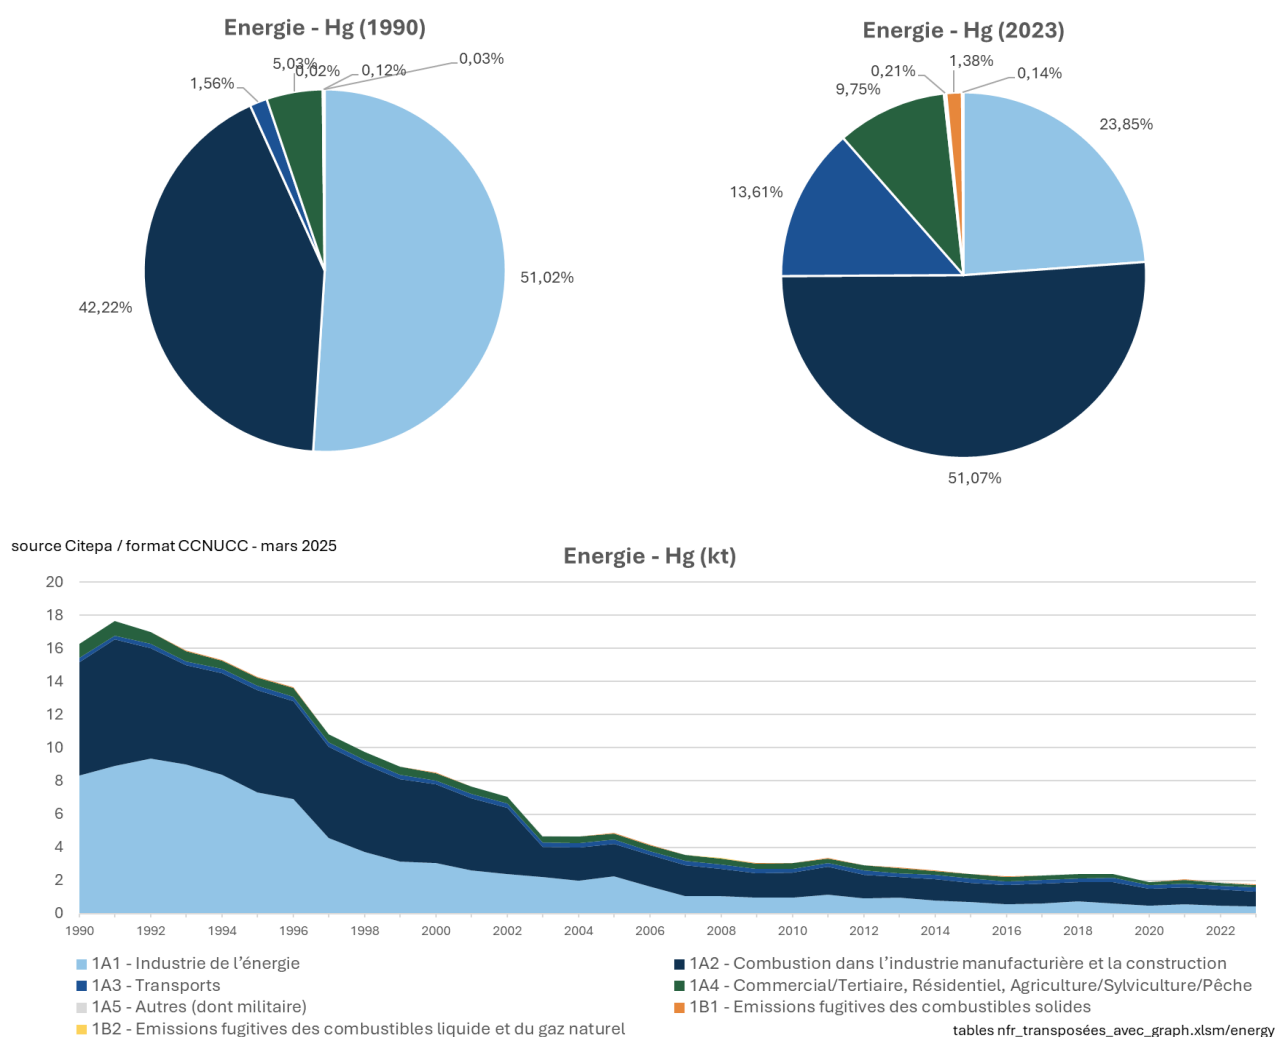 Energie - Hg (1990)
Energie - Hg (2023)
5,03%
0,02%
0,12%
0,03%
1,56%
42,22%
51,02%
1,38%
0,21%
0,14%
9,75%
23,85%
13,61%
51,07%
source Citepa / format CCNUCC - mars 2025
Energie - Hg (kt)
20
18
16
14
12
10
8
6
4
2
0
1990 1992 1994 1996 1998 2000 2002 2004 2006 2008 2010 2012 2014 2016 2018 2020 2022
1A1 - Industrie de l’énergie
1A2 - Combustion dans l’industrie manufacturière et la construction
1A3 - Transports
1A4 - Commercial/Tertiaire, Résidentiel, Agriculture/Sylviculture/Pêche
1A5 - Autres (dont militaire)
1B1 - Emissions fugitives des combustibles solides
1B2 - Emissions fugitives des combustibles liquide et du gaz naturel
tables nfr_transposées_avec_graph.xlsm/energy